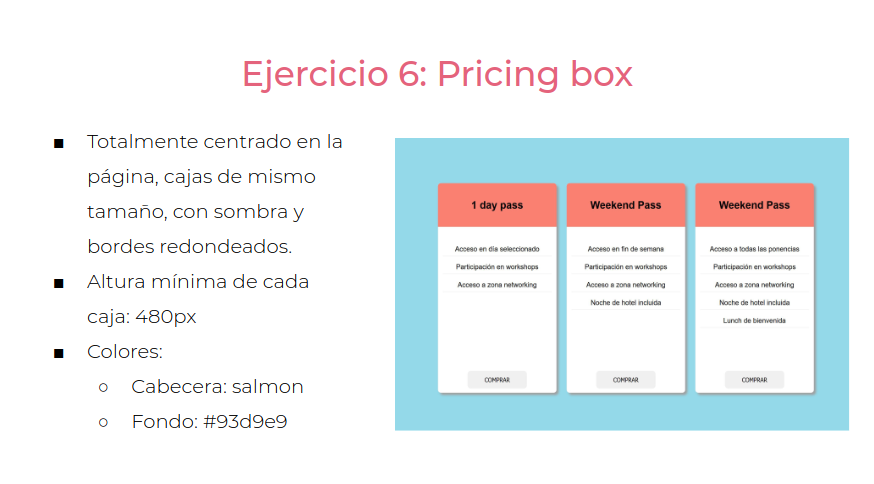 Ejercicio 6: Pricing box
■ Totalmente centrado en la
página, cajas de mismo
tamaño, con sombra y
bordes redondeados.
■ Altura mínima de cada
caja: 480px
■ Colores:
○ Cabecera: salmon
○ Fondo: #93d9e9
1 day pass
Acceso en día seleccionado
Participación en workshops
Acceso a zona networking
COMPRAR
Weekend Pass
Acceso en fin de semana
Participación en workshops
Acceso a zona networking
Noche de hotel incluida
COMPRAR
Weekend Pass
Acceso a todas las ponencias
Participación en workshops
Acceso a zona networking
Noche de hotel incluida
Lunch de bienvenida
COMPRAR